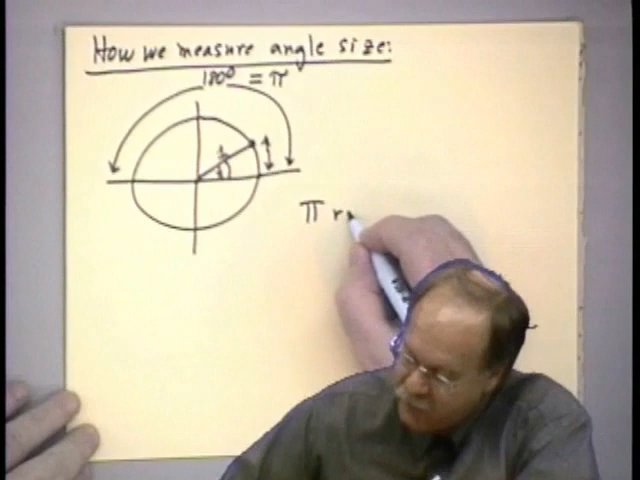 How we measure angle size:
180° = π
π r